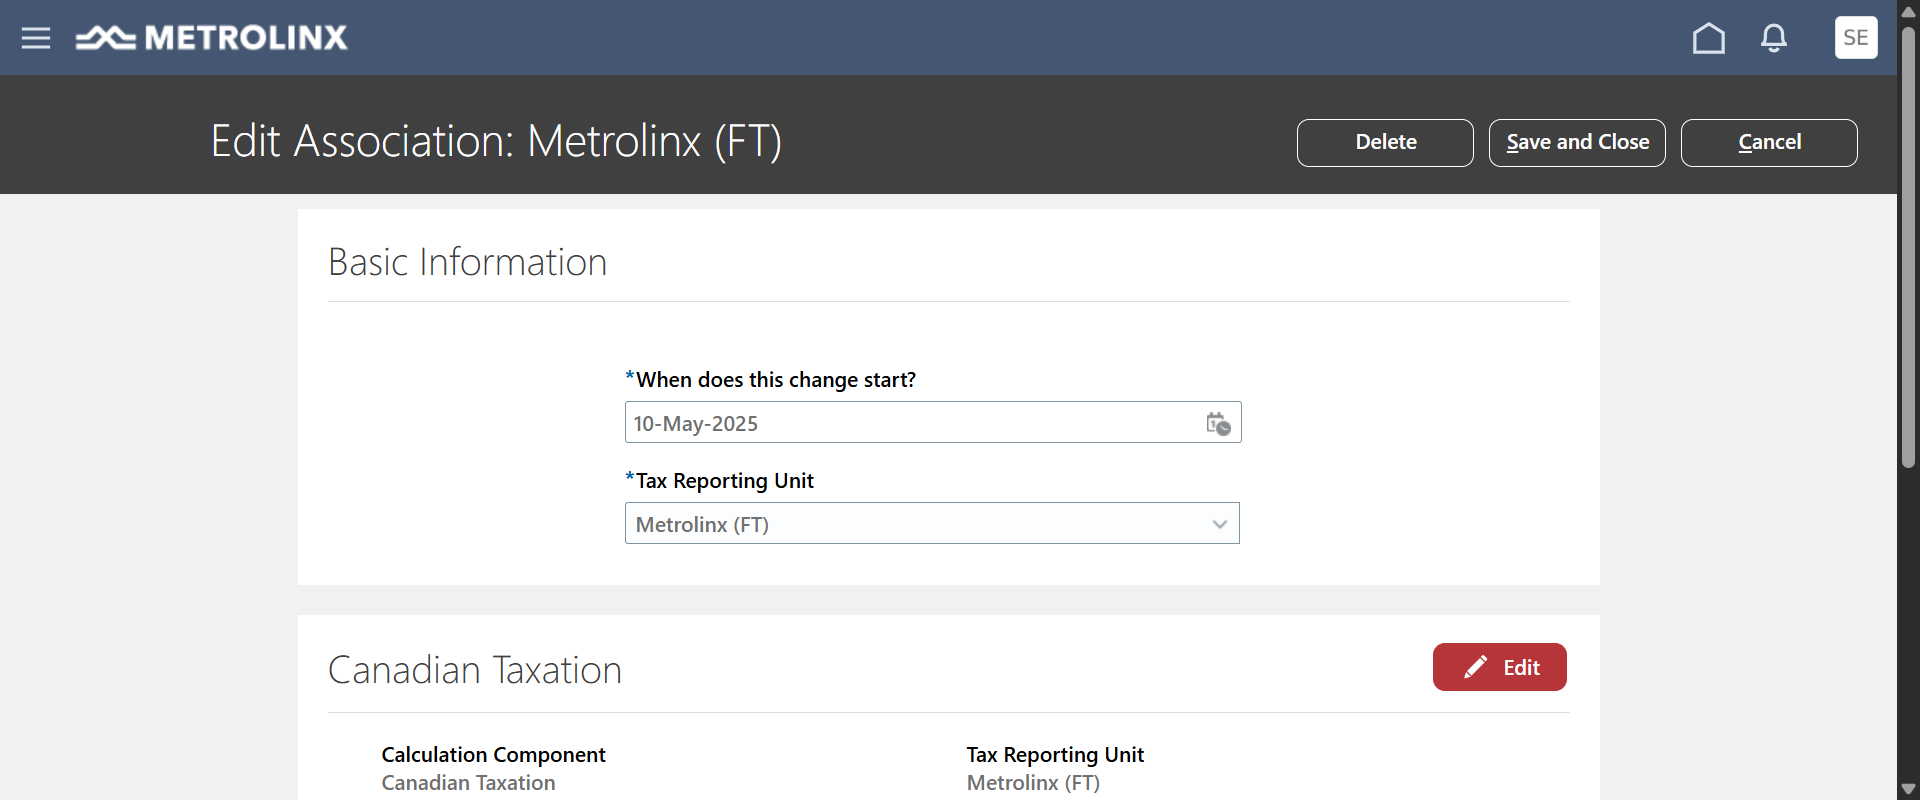 METROLINX
SE
Edit Association: Metrolinx (FT)
Delete
Save and Close
Cancel
Basic Information
*When does this change start?
10-May-2025
*Tax Reporting Unit
Metrolinx (FT)
Canadian Taxation
Edit
Calculation Component
Tax Reporting Unit
Canadian Taxation
Metrolinx (FT)